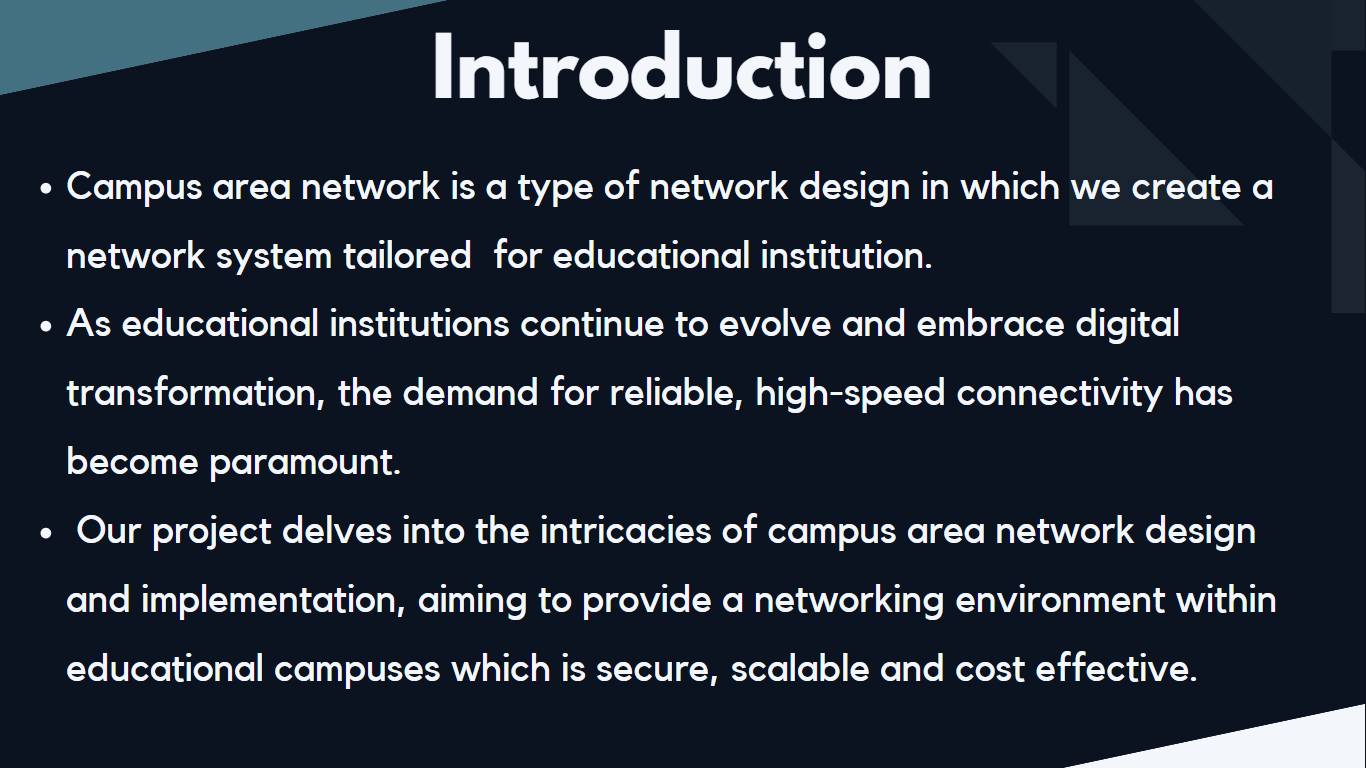 Introduction
• Campus area network is a type of network design in which we create a
network system tailored  for educational institution.
• As educational institutions continue to evolve and embrace digital
transformation, the demand for reliable, high-speed connectivity has
become paramount.
•  Our project delves into the intricacies of campus area network design
and implementation, aiming to provide a networking environment within
educational campuses which is secure, scalable and cost effective.